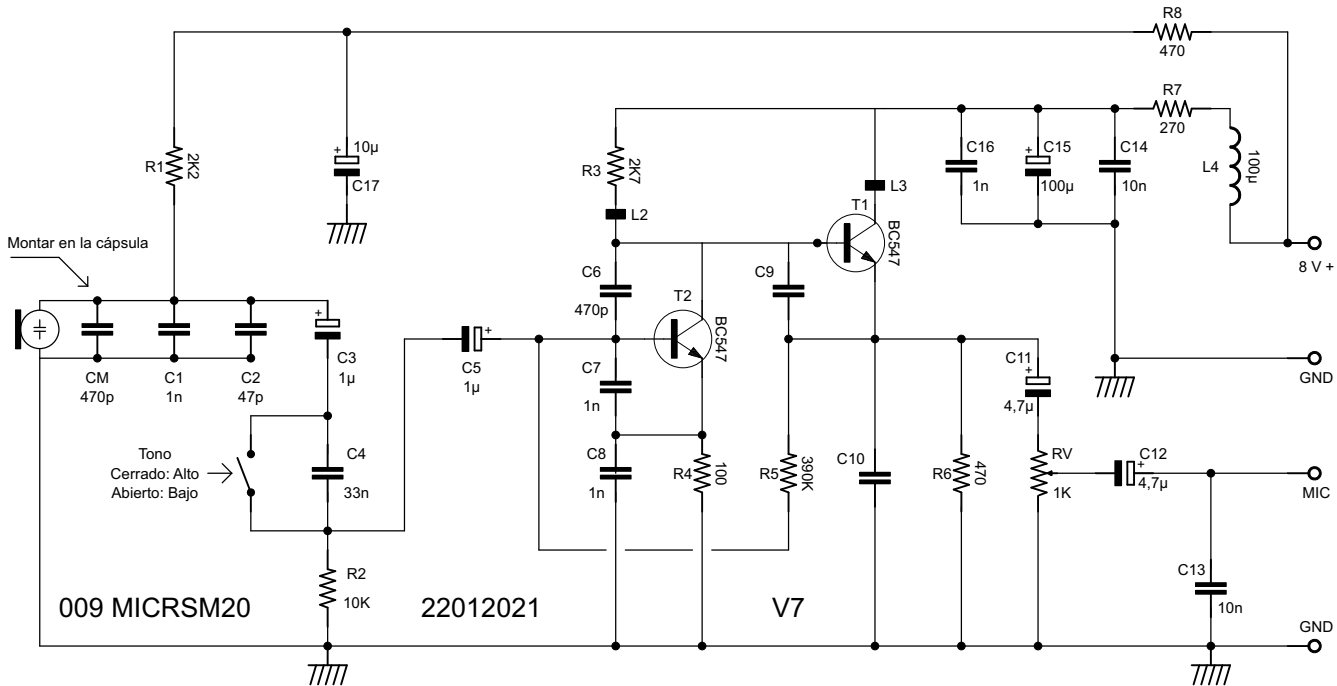 R8
470
R7
270
10µ
+
C17
R1
2K2
R3
2K7
L2
C16
1n
+
C15
100µ
C14
10n
L4
100µ
L3
T1
BC547
8 V +
Montar en la cápsula
C6
470p
C9
T2
BC547
+
C3
1µ
CM
470p
C1
1n
C2
47p
+
C5
1µ
C7
1n
C11
+
4,7µ
GND
Tono
Cerrado: Alto
Abierto: Bajo
C4
33n
C8
1n
R4
100
R5
390K
C10
R6
470
RV
1K
C12
+
4,7µ
MIC
R2
10K
C13
10n
009 MICRSM20
22012021
V7
GND